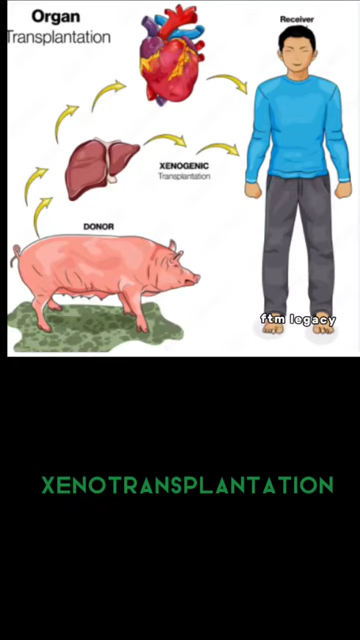 Organ
Transplantation
Receiver
XENOGENIC
Transplantation
DONOR
ftm legacy
XENOTRANSPLANTATION